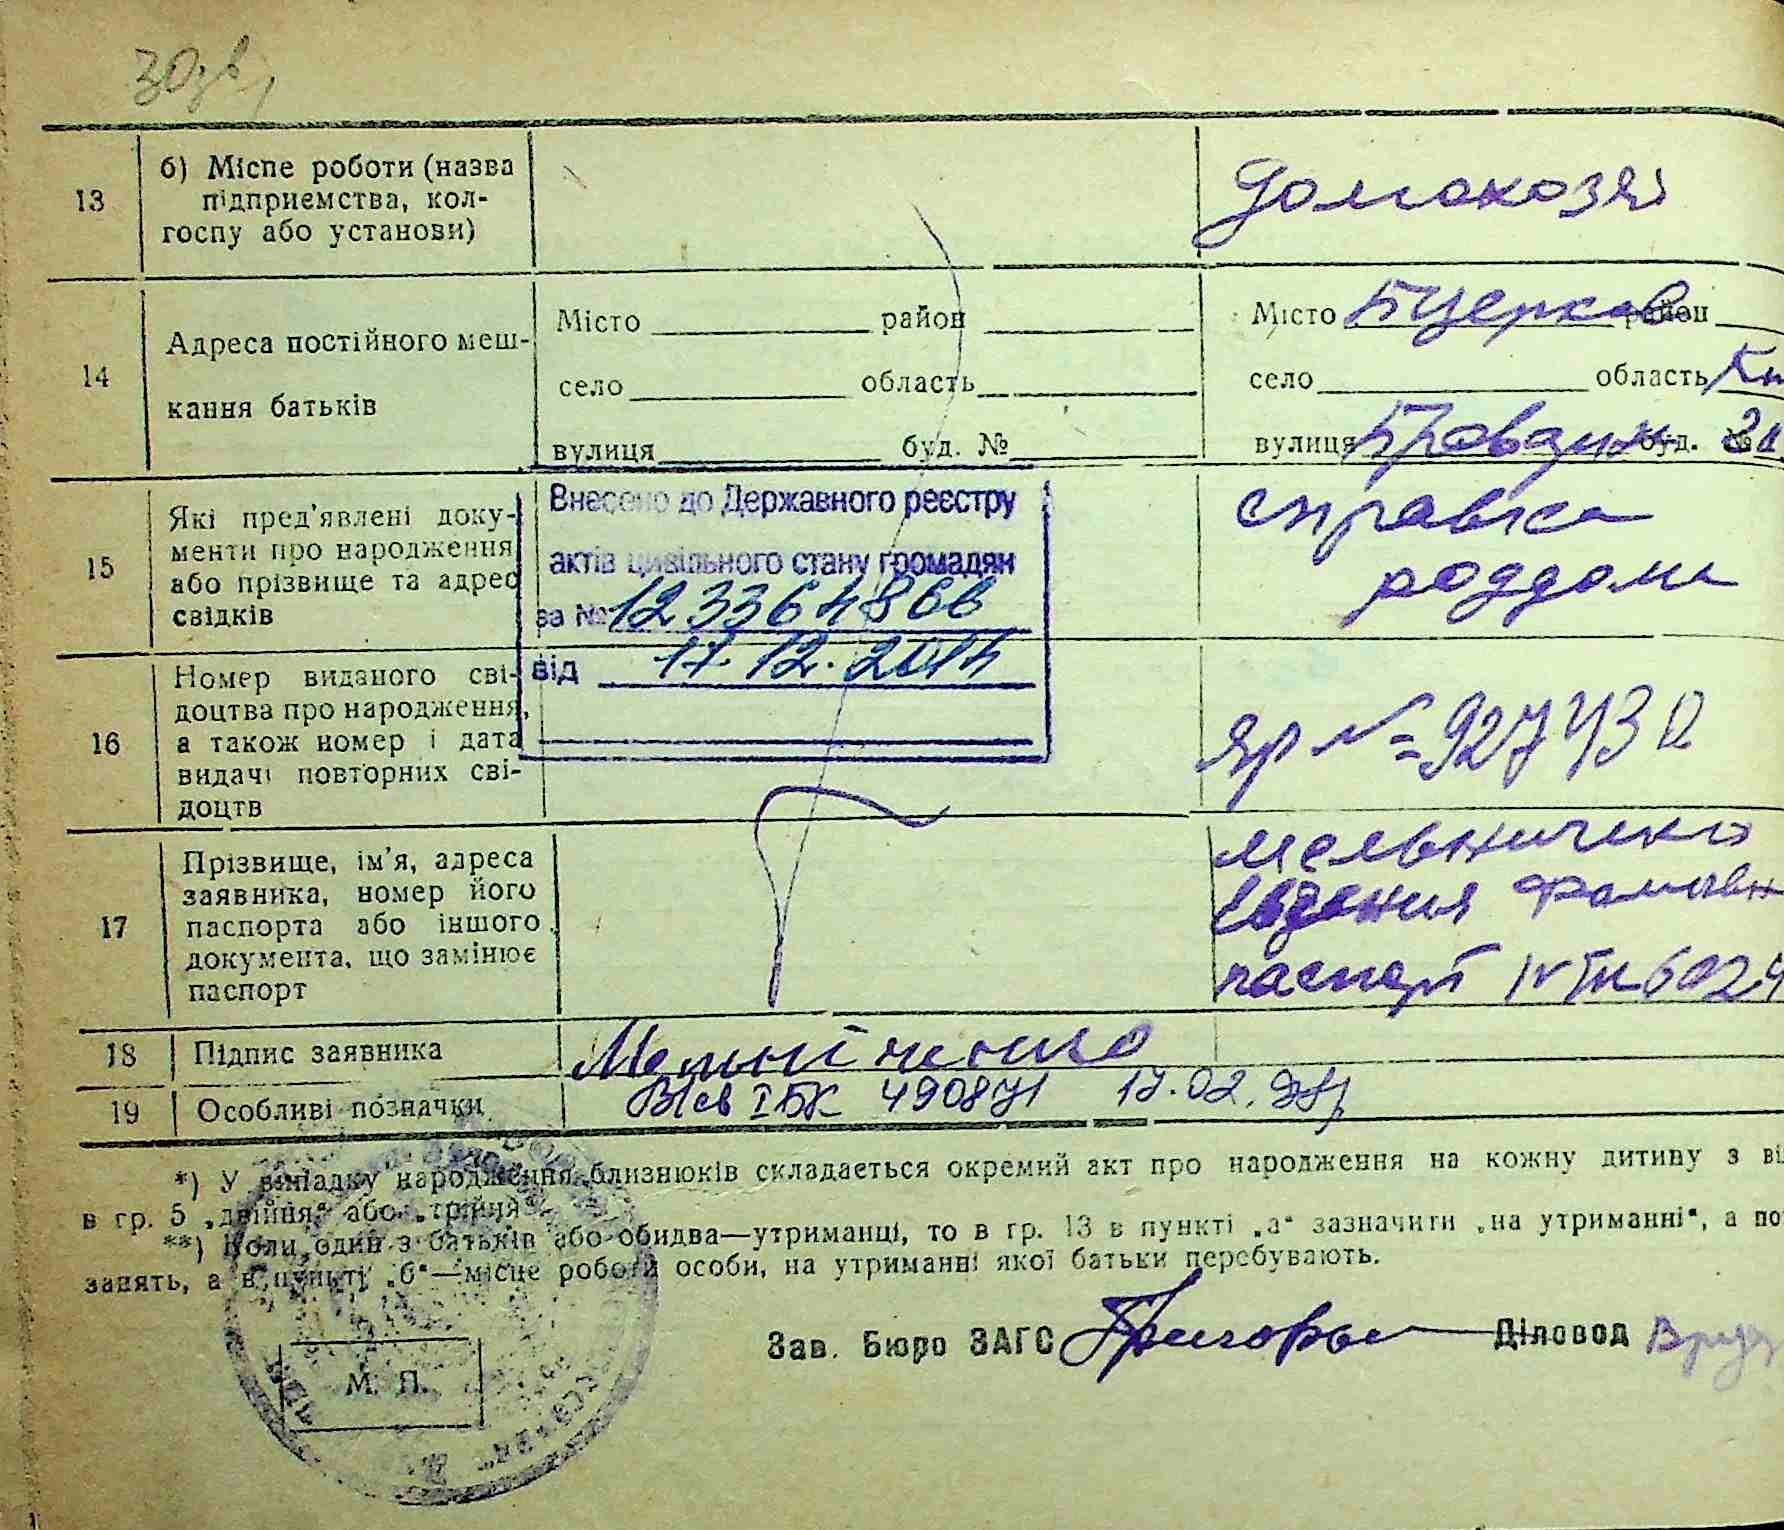 13 б) Місце роботи (назва
підприємства, кол-
госпу або установи)
Домохозя
14 Адреса постійного меш-
кання батьків
Місто район
село область
вулиця буд. №
Місто Бцерков район
село область
вулиця буд. №
15 Які пред'явлені доку-
менти про народження
або прізвище та адрес
свідків
Внесено до Державного реєстру
актів цивільного стану громадян
за №
від 17.12.2014
справка
роддома
16 Номер виданого сві-
доцтва про народження,
а також номер і дата
видачі повторних сві-
доцтв
17 Прізвище, ім'я, адреса
заявника, номер його
паспорта або іншого
документа, що замінює
паспорт
Мельниченко
паспорт
18 Підпис заявника
19 Особливі позначки
*) У випадку народження близнюків складається окремий акт про народження на кожну дитину з ві
в гр. 5 „двійня“ або „трійня“.
**) Коли один з батьків або обидва—утриманці, то в гр. 13 в пункті „а“ зазначити „на утриманні“, а по
занять, а в пункті „б“—місце роботи особи, на утриманні якої батьки перебувають.
Зав. Бюро ЗАГС Діловод
М. П.